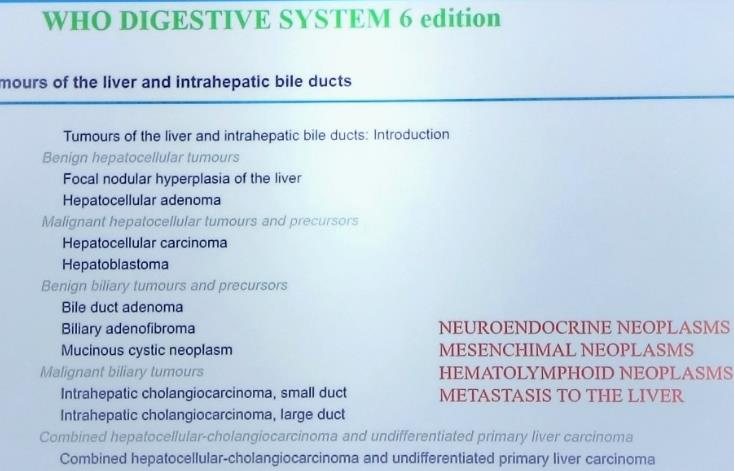 WHO DIGESTIVE SYSTEM 6 edition
mours of the liver and intrahepatic bile ducts
Tumours of the liver and intrahepatic bile ducts: Introduction
Benign hepatocellular tumours
Focal nodular hyperplasia of the liver
Hepatocellular adenoma
Malignant hepatocellular tumours and precursors
Hepatocellular carcinoma
Hepatoblastoma
Benign biliary tumours and precursors
Bile duct adenoma
Biliary adenofibroma
Mucinous cystic neoplasm
Malignant biliary tumours
Intrahepatic cholangiocarcinoma, small duct
Intrahepatic cholangiocarcinoma, large duct
Combined hepatocellular-cholangiocarcinoma and undifferentiated primary liver carcinoma
Combined hepatocellular-cholangiocarcinoma and undifferentiated primary liver carcinoma
NEUROENDOCRINE NEOPLASMS
MESENCHIMAL NEOPLASMS
HEMATOLYMPHOID NEOPLASMS
METASTASIS TO THE LIVER